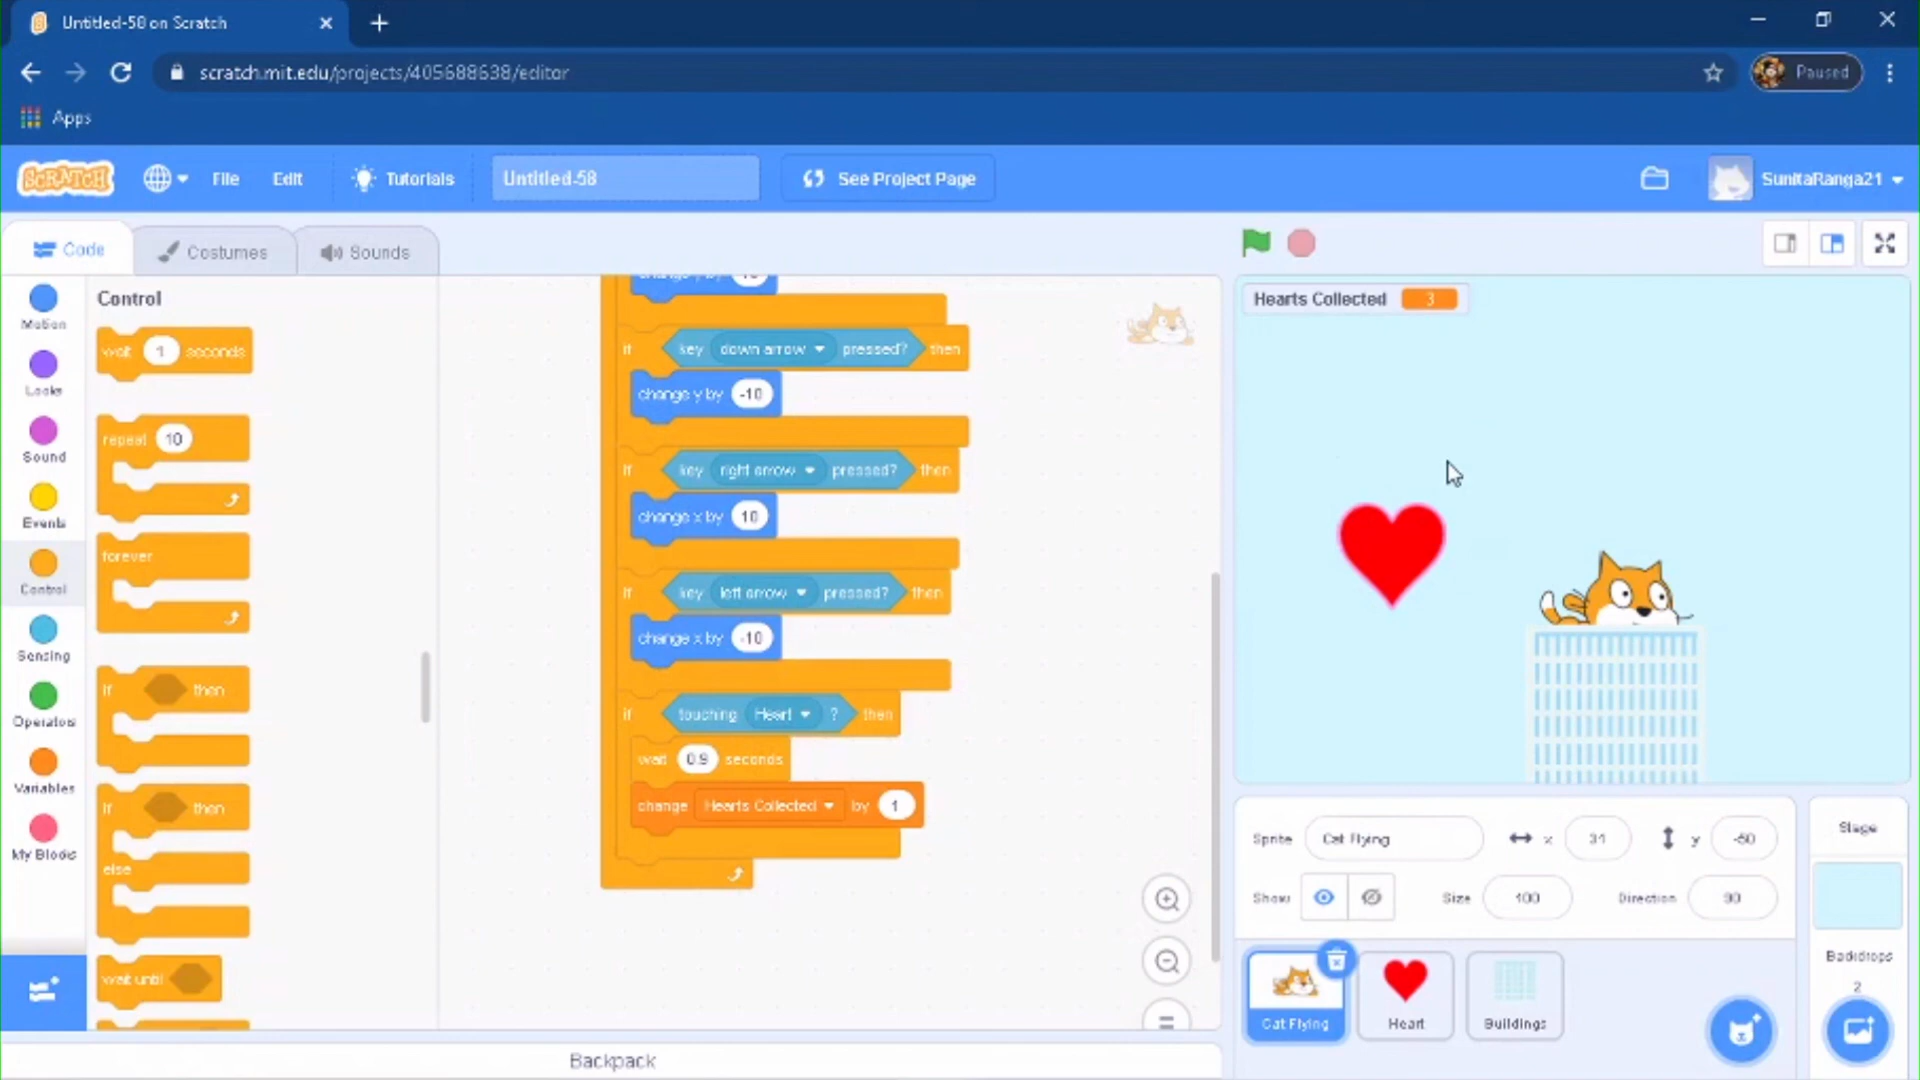 Untitled-58 on Scratch
scratch.mit.edu/projects/405688638/editor
Paused
Apps
SCRATCH
File
Edit
Tutorials
Untitled-58
See Project Page
SunitaRanga21
Code
Costumes
Sounds
Motion
Looks
Sound
Events
Control
Sensing
Operators
Variables
My Blocks
Control
wait 1 seconds
repeat 10
forever
if then
if then
else
wait until
change y by
if key down arrow pressed? then
change y by -10
if key right arrow pressed? then
change x by 10
if key left arrow pressed? then
change x by -10
if touching Heart ? then
wait 0.9 seconds
change Hearts Collected by 1
Backpack
Hearts Collected 3
Sprite Cat Flying x 31 y -50
Show Size 100 Direction 90
Cat Flying
Heart
Buildings
Stage
Backdrops
2